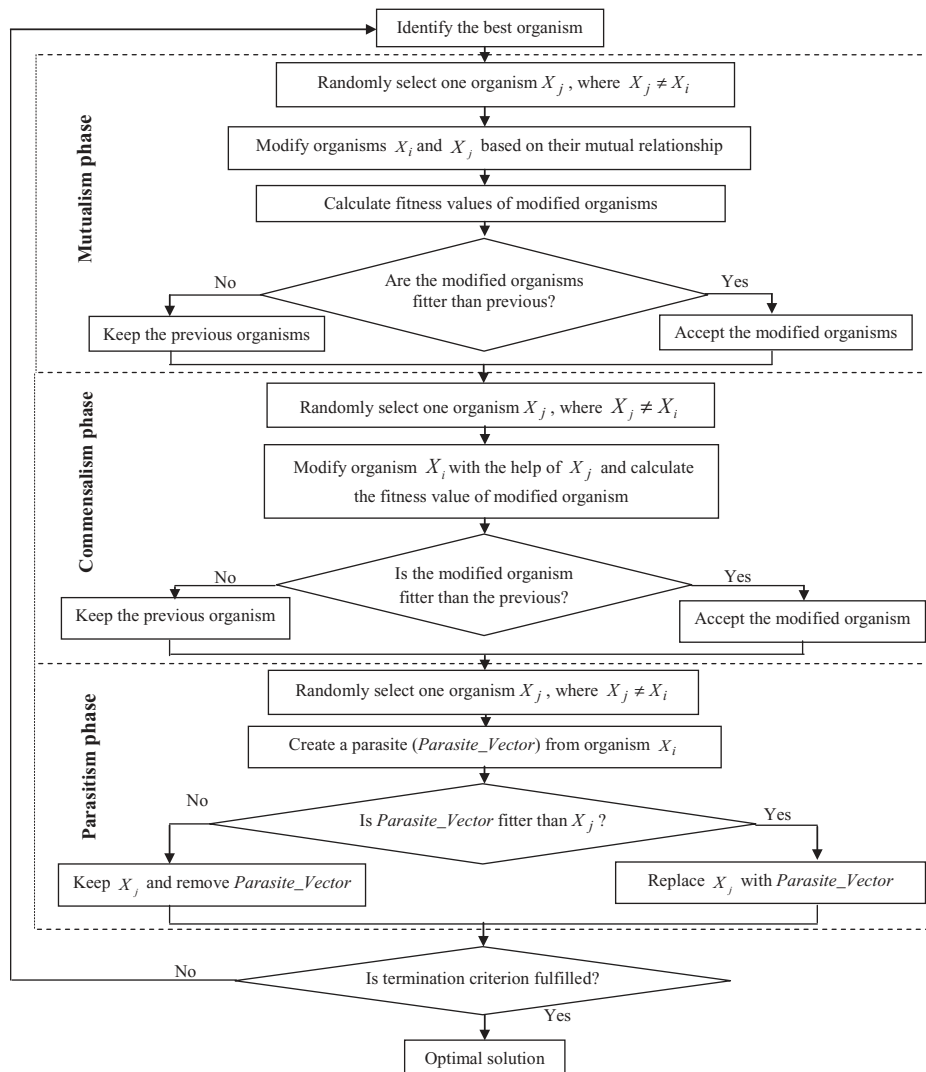 Identify the best organism
Mutualism phase
Randomly select one organism X_j , where X_j ≠ X_i
Modify organisms X_i and X_j based on their mutual relationship
Calculate fitness values of modified organisms
Are the modified organisms
fitter than previous?
No
Yes
Keep the previous organisms
Accept the modified organisms
Commensalism phase
Randomly select one organism X_j , where X_j ≠ X_i
Modify organism X_i with the help of X_j and calculate
the fitness value of modified organism
Is the modified organism
fitter than the previous?
No
Yes
Keep the previous organism
Accept the modified organism
Parasitism phase
Randomly select one organism X_j , where X_j ≠ X_i
Create a parasite (Parasite_Vector) from organism X_i
Is Parasite_Vector fitter than X_j ?
No
Yes
Keep X_j and remove Parasite_Vector
Replace X_j with Parasite_Vector
Is termination criterion fulfilled?
No
Yes
Optimal solution